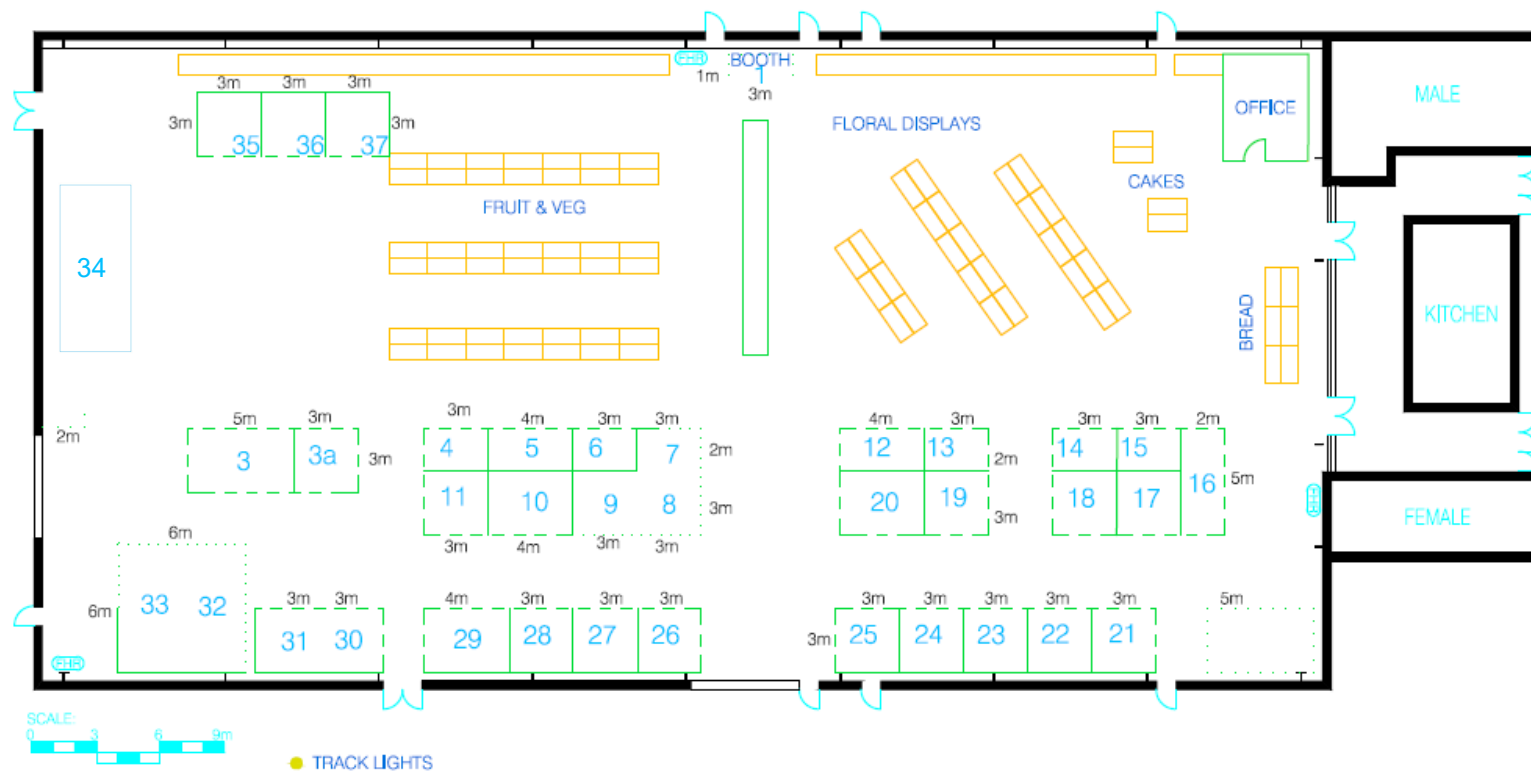 FHR
BOOTH
1
1m
3m
3m 3m 3m
3m
3m
35 36 37
FLORAL DISPLAYS
OFFICE
MALE
CAKES
FRUIT & VEG
34
BREAD
KITCHEN
2m
5m 3m
3 3a
3m
3m 4m 3m 3m
4 5 6 7
2m
11 10 9 8
3m
3m 4m 3m 3m
4m 3m
12 13
2m
20 19
3m
3m 3m 2m
14 15 16
5m
18 17
FHR
FEMALE
6m
6m
33 32
3m 3m
31 30
4m 3m 3m 3m
29 28 27 26
3m 3m 3m 3m 3m
3m
25 24 23 22 21
5m
FHR
SCALE:
0 3 6 9m
TRACK LIGHTS